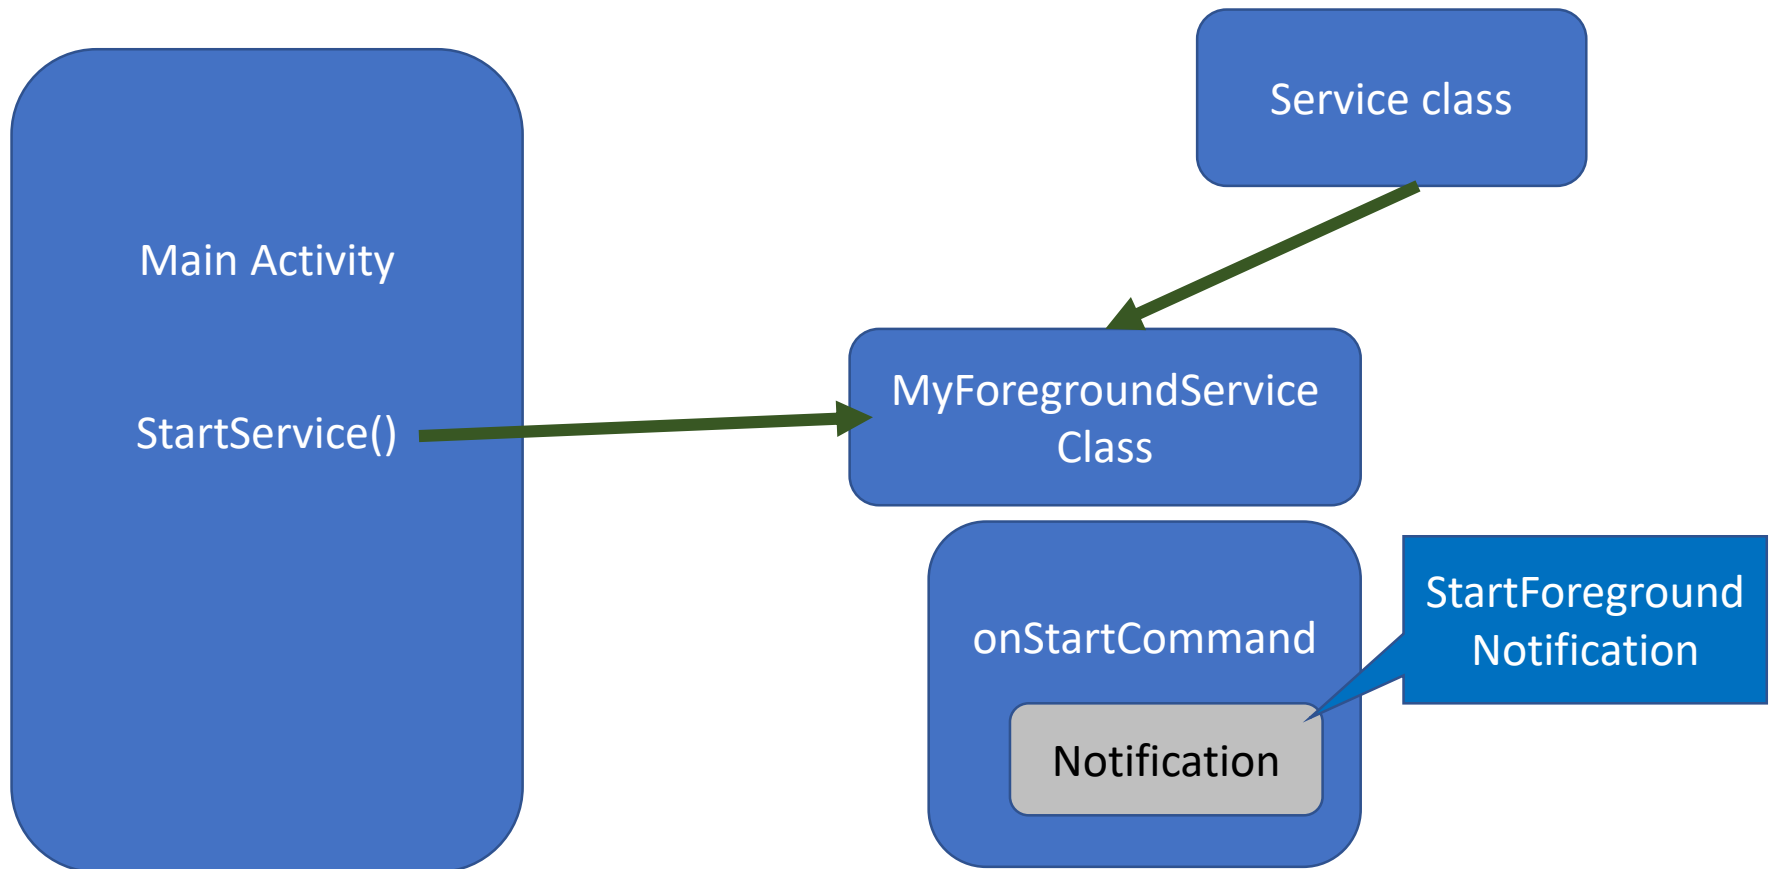 Service class
Main Activity
StartService()
MyForegroundService
Class
onStartCommand
Notification
StartForeground
Notification